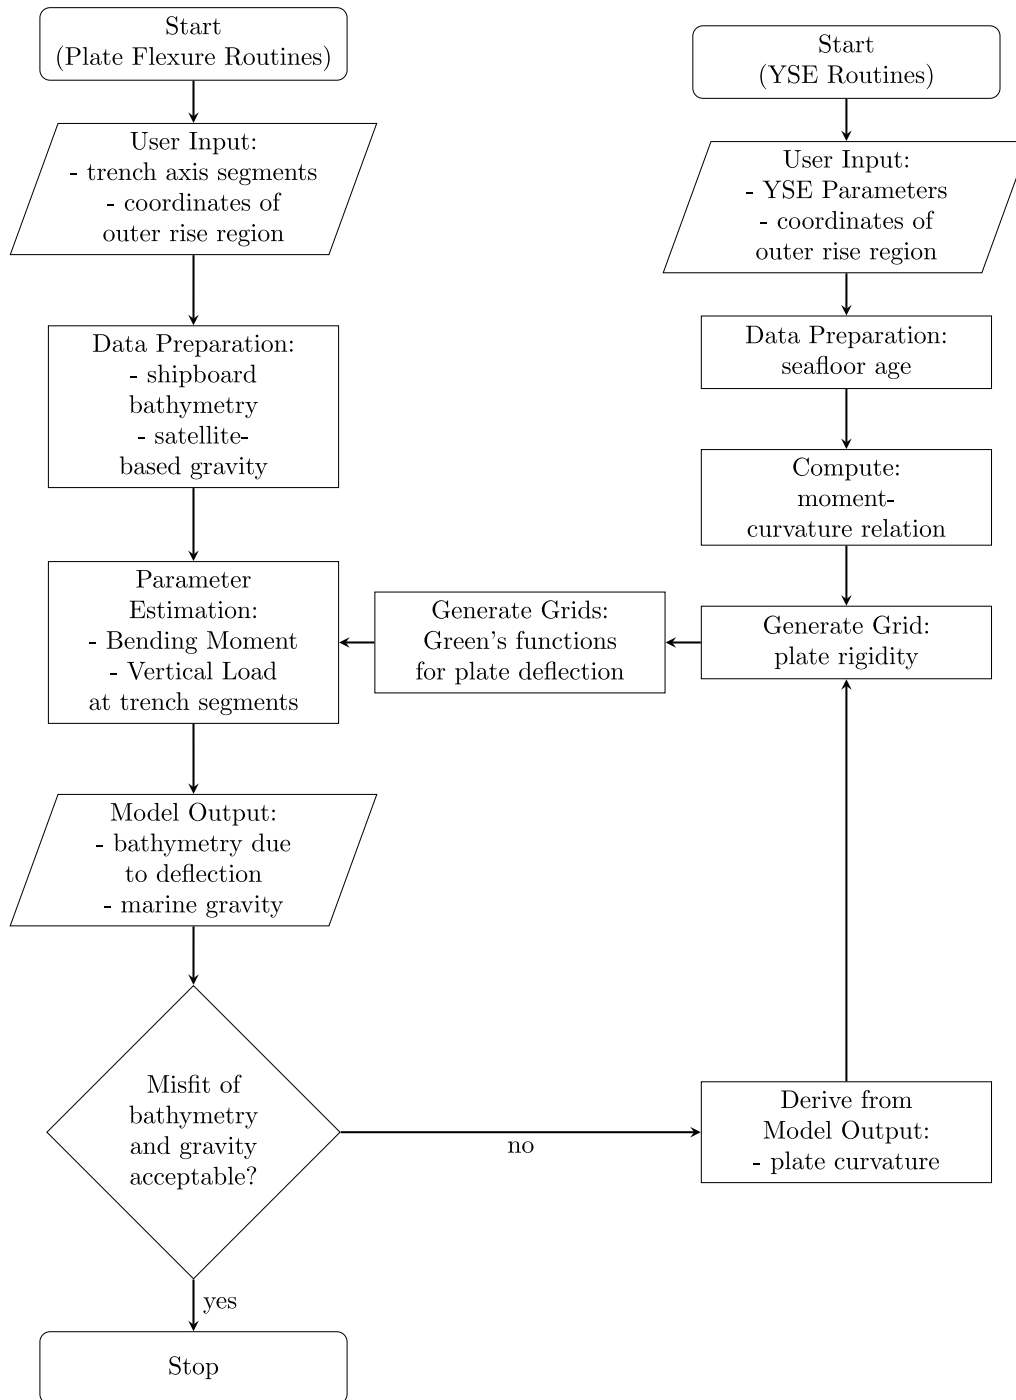 Start
(Plate Flexure Routines)
User Input:
- trench axis segments
- coordinates of
outer rise region
Data Preparation:
- shipboard
bathymetry
- satellite-
based gravity
Parameter
Estimation:
- Bending Moment
- Vertical Load
at trench segments
Model Output:
- bathymetry due
to deflection
- marine gravity
Misfit of
bathymetry
and gravity
acceptable?
yes
Stop
no
Generate Grids:
Green's functions
for plate deflection
Start
(YSE Routines)
User Input:
- YSE Parameters
- coordinates of
outer rise region
Data Preparation:
seafloor age
Compute:
moment-
curvature relation
Generate Grid:
plate rigidity
Derive from
Model Output:
- plate curvature